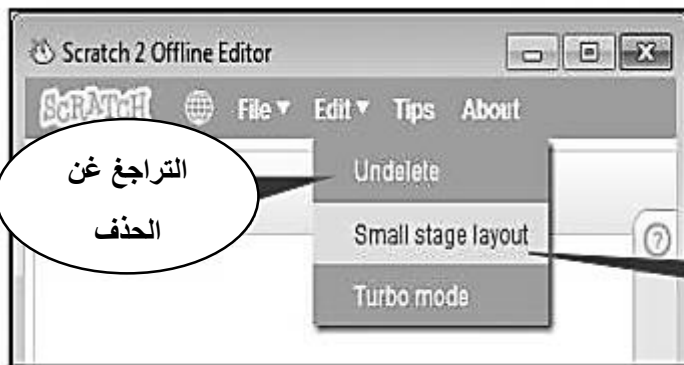 Scratch 2 Offline Editor
SCRATCH File Edit Tips About
التراجغ غن
الحذف
Undelete
Small stage layout
Turbo mode